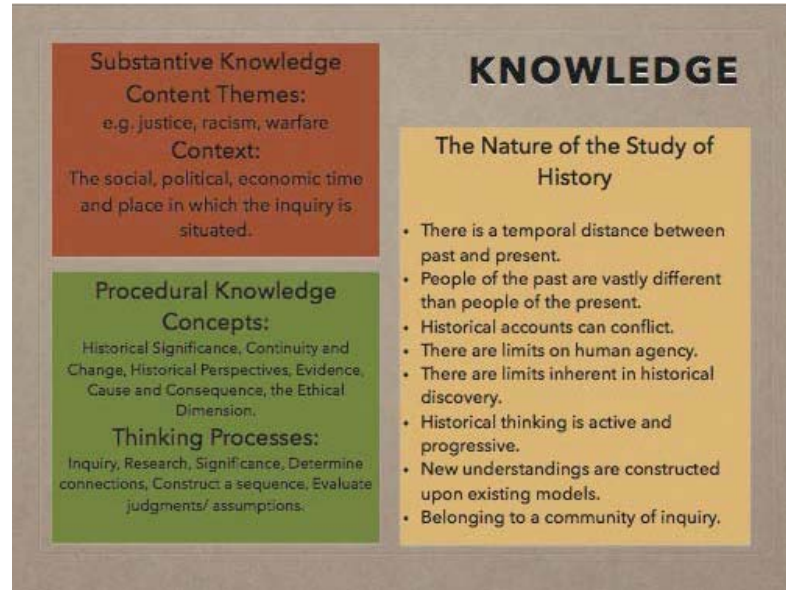 KNOWLEDGE
Substantive Knowledge
Content Themes:
e.g. justice, racism, warfare
Context:
The social, political, economic time
and place in which the inquiry is
situated.
Procedural Knowledge
Concepts:
Historical Significance, Continuity and
Change, Historical Perspectives, Evidence,
Cause and Consequence, the Ethical
Dimension.
Thinking Processes:
Inquiry, Research, Significance, Determine
connections, Construct a sequence, Evaluate
judgments/ assumptions.
The Nature of the Study of
History
• There is a temporal distance between
past and present.
• People of the past are vastly different
than people of the present.
• Historical accounts can conflict.
• There are limits on human agency.
• There are limits inherent in historical
discovery.
• Historical thinking is active and
progressive.
• New understandings are constructed
upon existing models.
• Belonging to a community of inquiry.